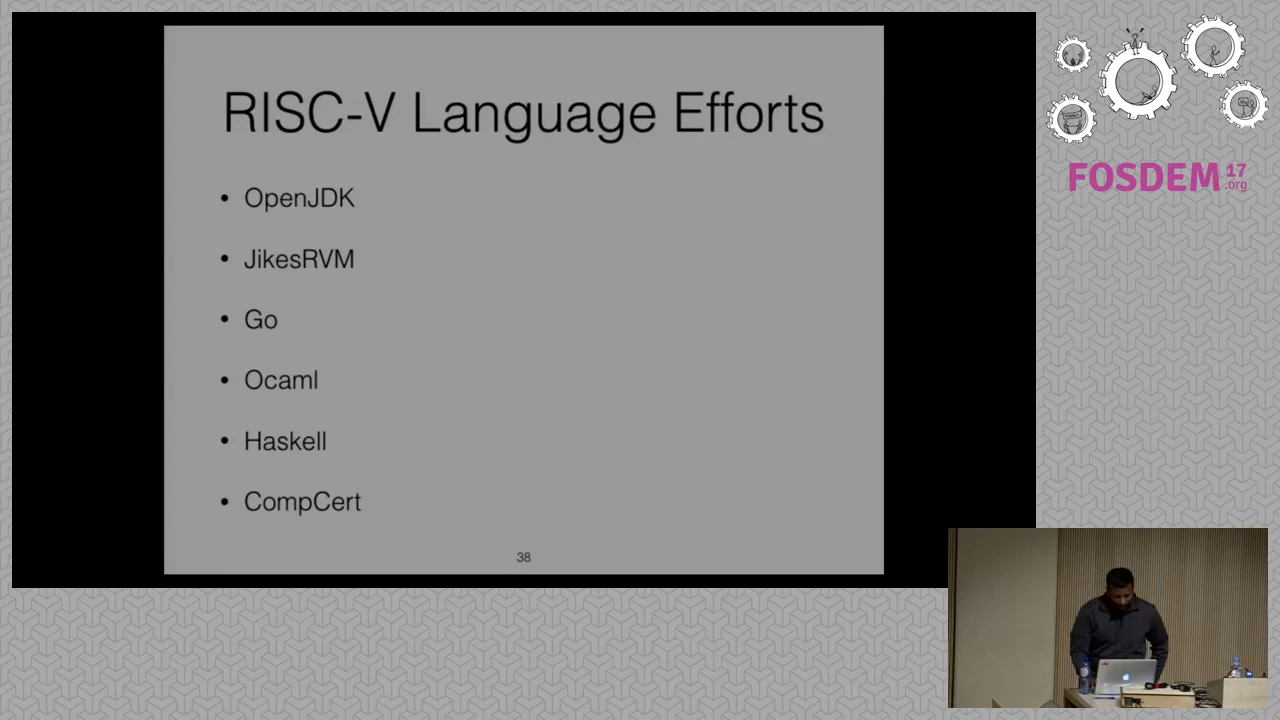 RISC-V Language Efforts
• OpenJDK
• JikesRVM
• Go
• Ocaml
• Haskell
• CompCert
38
FOSDEM 17
.org